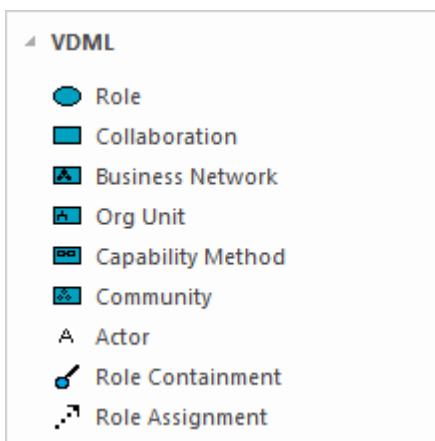 VDML
Role
Collaboration
Business Network
Org Unit
Capability Method
Community
A Actor
Role Containment
Role Assignment